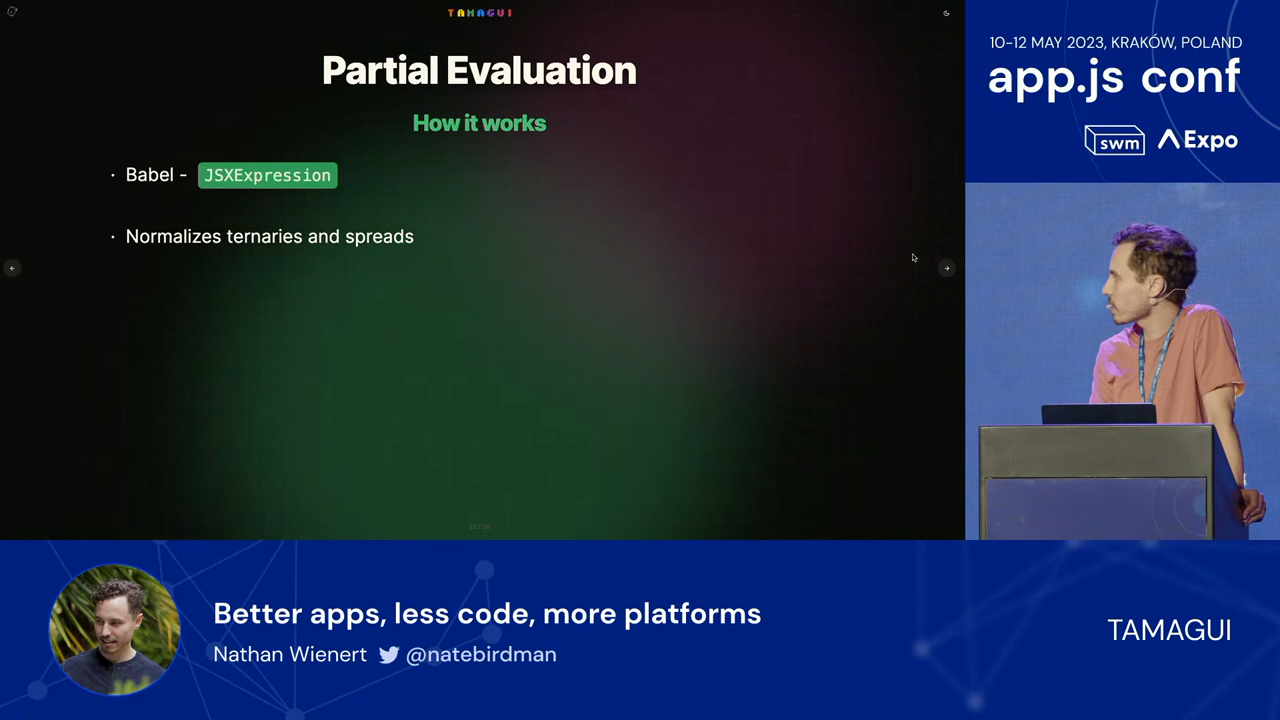 TAMAGUI
Partial Evaluation
How it works
· Babel - JSXExpression
· Normalizes ternaries and spreads
10-12 MAY 2023, KRAKÓW, POLAND
app.js conf
swm Expo
Better apps, less code, more platforms
Nathan Wienert @natebirdman
TAMAGUI